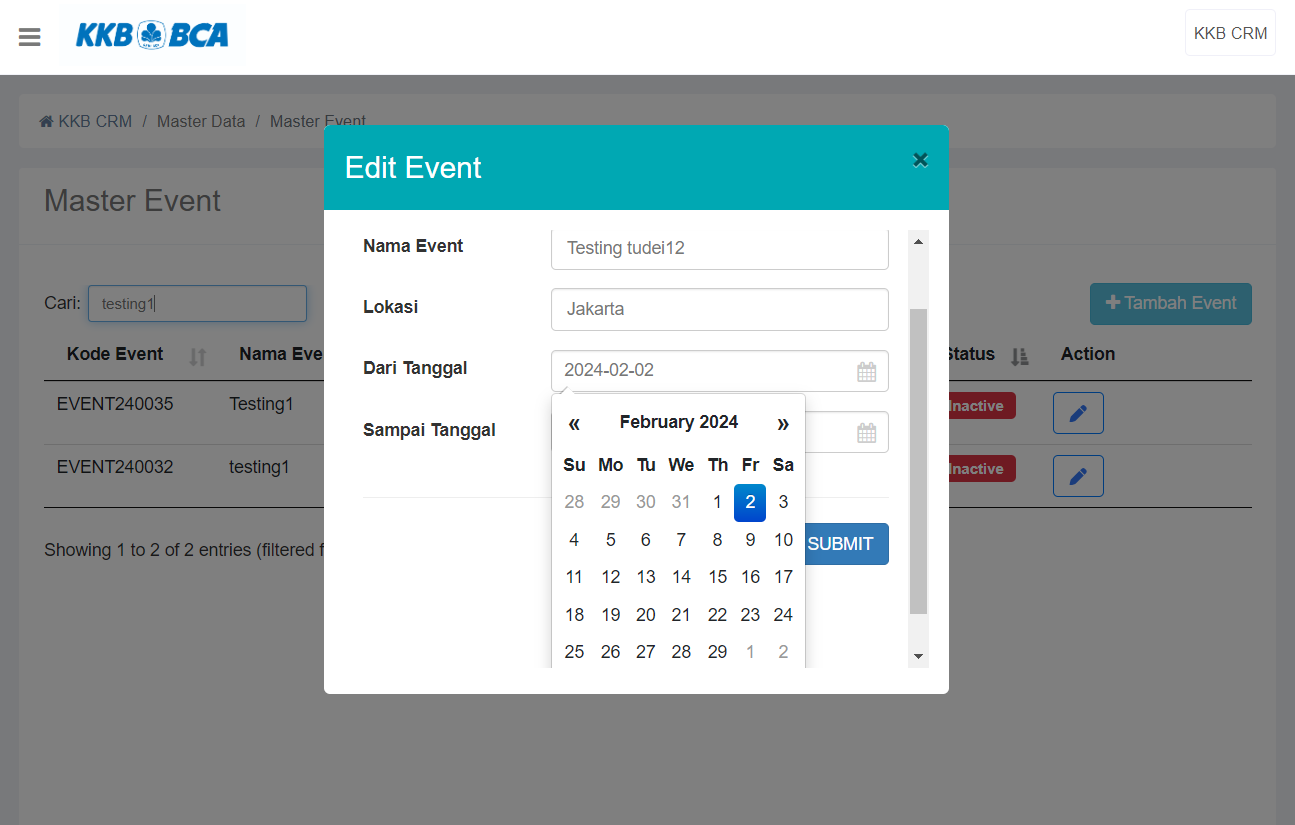 KKB BCA
KKB CRM
KKB CRM / Master Data / Master Event
Edit Event
Master Event
Nama Event
Testing tudei12
Cari: testing1
Tambah Event
Lokasi
Jakarta
Kode Event
Nama Eve
Status
Action
Dari Tanggal
2024-02-02
EVENT240035
Testing1
Inactive
Sampai Tanggal
« February 2024 »
Su Mo Tu We Th Fr Sa
28 29 30 31 1 2 3
4 5 6 7 8 9 10
11 12 13 14 15 16 17
18 19 20 21 22 23 24
25 26 27 28 29 1 2
EVENT240032
testing1
Inactive
SUBMIT
Showing 1 to 2 of 2 entries (filtered f